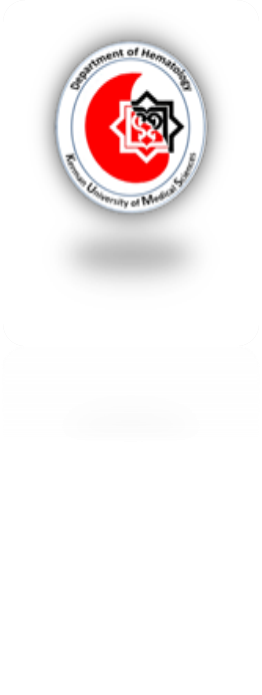 Department of Hematology
Kerman University of Medical Sciences